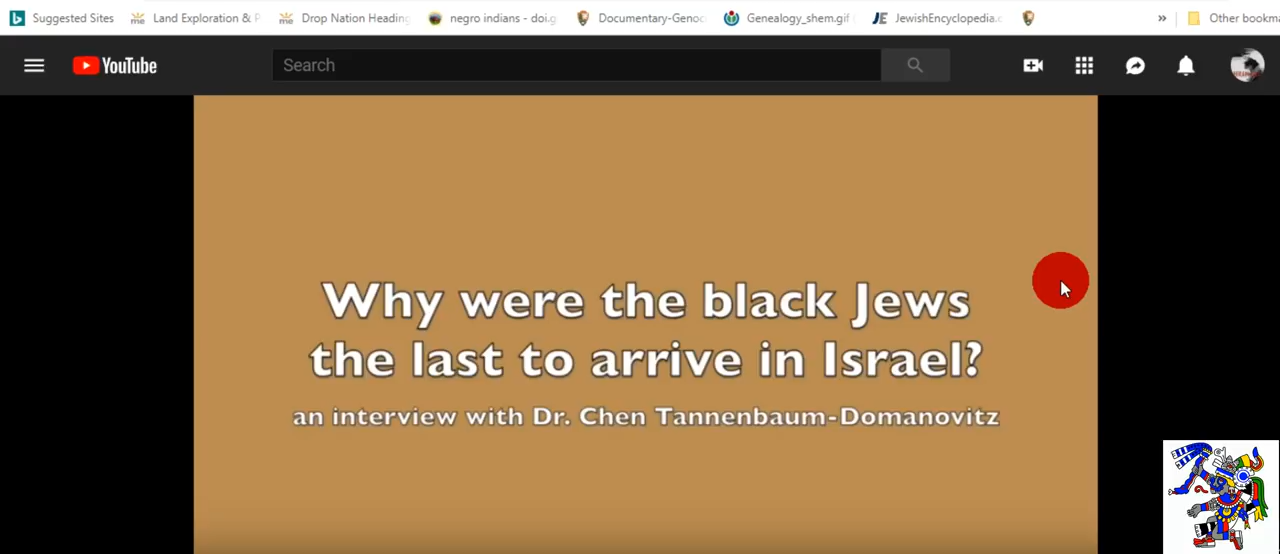 Suggested Sites Land Exploration & P. Drop Nation Heading negro indians - doi.g Documentary-Genoc Genealogy_shem.gif ( JewishEncyclopedia.c » Other bookma
YouTube Search
Why were the black Jews
the last to arrive in Israel?
an interview with Dr. Chen Tannenbaum-Domanovitz